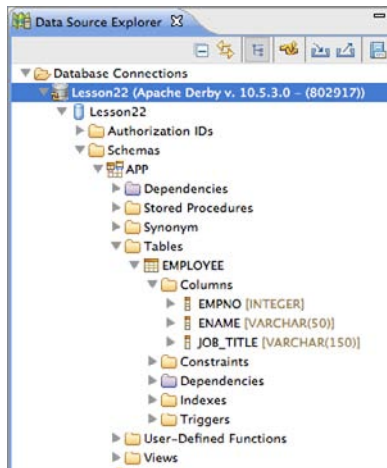 Data Source Explorer
Database Connections
Lesson22 (Apache Derby v. 10.5.3.0 - (802917))
Lesson22
Authorization IDs
Schemas
APP
Dependencies
Stored Procedures
Synonym
Tables
EMPLOYEE
Columns
EMPNO [INTEGER]
ENAME [VARCHAR(50)]
JOB_TITLE [VARCHAR(150)]
Constraints
Dependencies
Indexes
Triggers
User-Defined Functions
Views